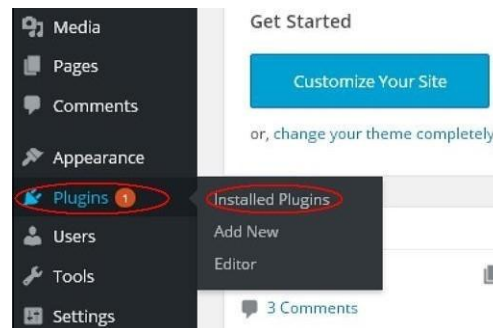 Media
Pages
Comments
Appearance
Plugins 1
Users
Tools
Settings
Installed Plugins
Add New
Editor
Get Started
Customize Your Site
or, change your theme completely
3 Comments